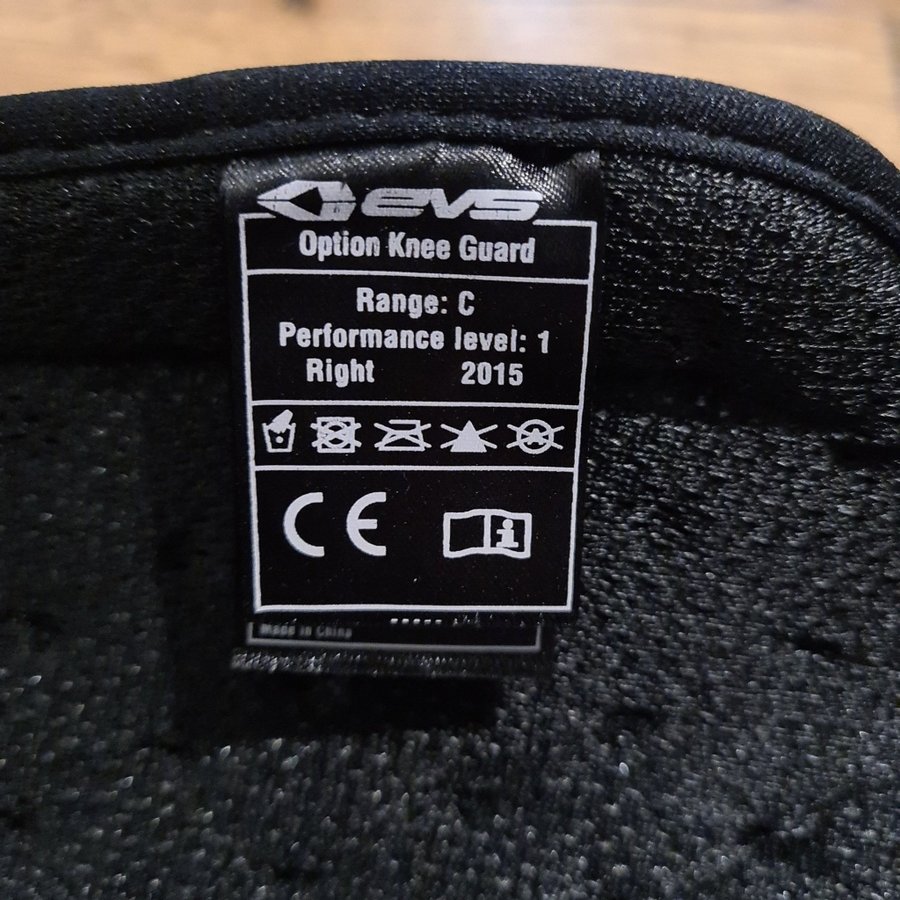 evs
Option Knee Guard
Range: C
Performance level: 1
Right 2015
CE
i
Made in China